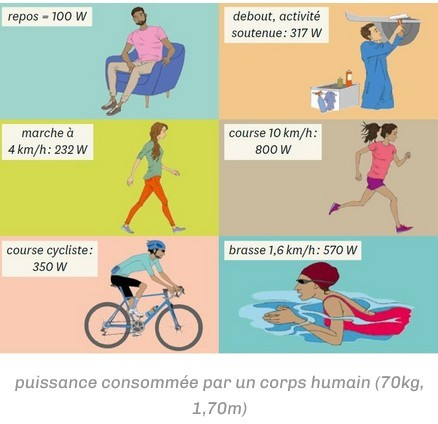 repos = 100 W
debout, activité
soutenue : 317 W
marche à
4 km/h : 232 W
course 10 km/h :
800 W
course cycliste :
350 W
brasse 1,6 km/h : 570 W
puissance consommée par un corps humain (70kg,
1,70m)